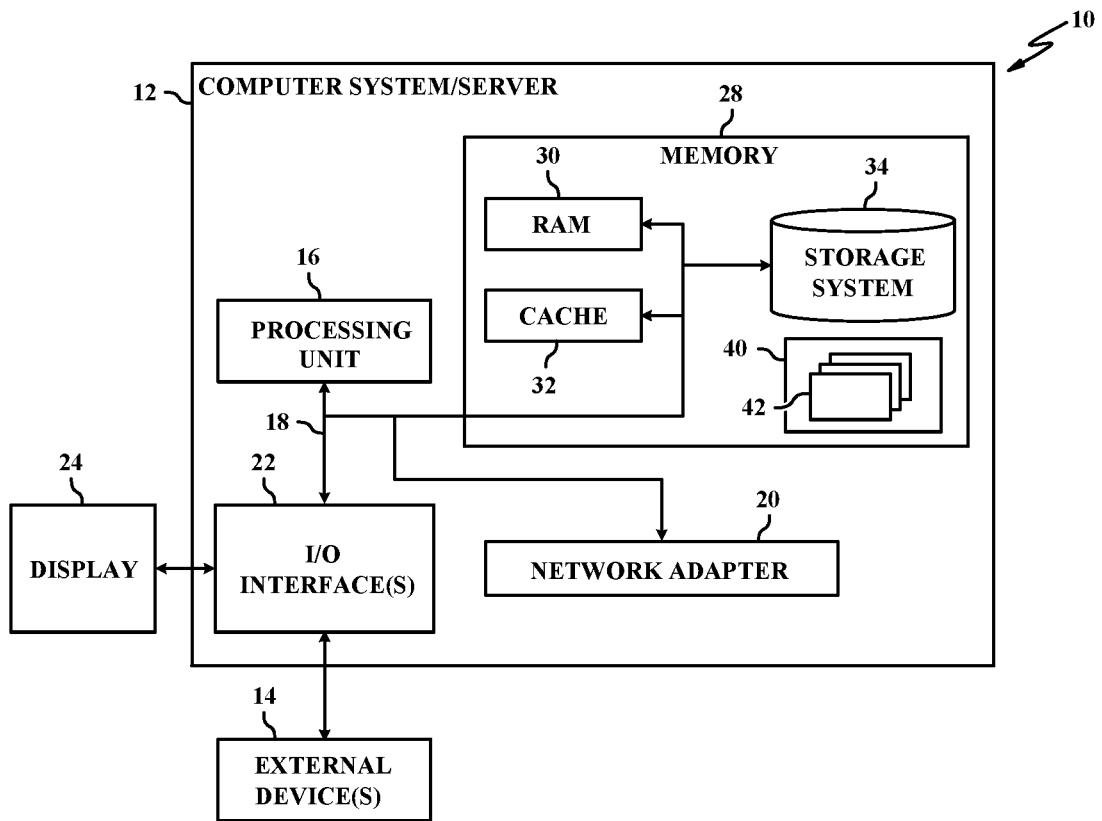 10
12
COMPUTER SYSTEM/SERVER
28
MEMORY
30
RAM
34
STORAGE
SYSTEM
16
PROCESSING
UNIT
CACHE
32
40
42
18
24
22
DISPLAY
I/O
INTERFACE(S)
20
NETWORK ADAPTER
14
EXTERNAL
DEVICE(S)